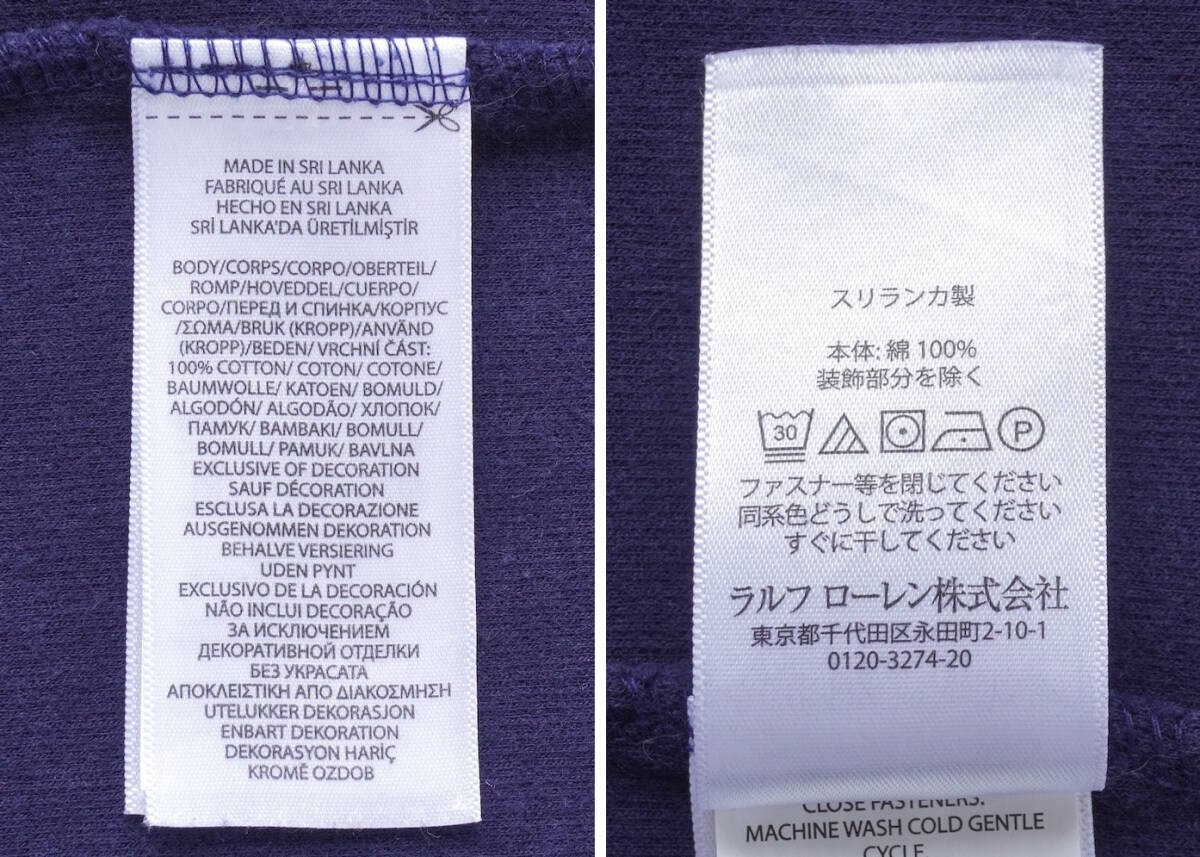 MADE IN SRI LANKA
FABRIQUÉ AU SRI LANKA
HECHO EN SRI LANKA
SRİ LANKA'DA ÜRETİLMİŞTİR
BODY/CORPS/CORPO/OBERTEIL/
ROMP/HOVEDDEL/CUERPO/
CORPO/ПЕРЕД И СПИНКА/КОРПУС
/ΣΩΜΑ/BRUK (KROPP)/ANVÄND
(KROPP)/BEDEN/ VRCHNÍ ČÁST:
100% COTTON/ COTON/ COTONE/
BAUMWOLLE/ KATOEN/ BOMULD/
ALGODÓN/ ALGODÃO/ ХЛОПОК/
ПАМУК/ ΒΑΜΒΑΚΙ/ BOMULL/
BOMULL/ PAMUK/ BAVLNA
EXCLUSIVE OF DECORATION
SAUF DÉCORATION
ESCLUSA LA DECORAZIONE
AUSGENOMMEN DEKORATION
BEHALVE VERSIERING
UDEN PYNT
EXCLUSIVO DE LA DECORACIÓN
NÃO INCLUI DECORAÇÃO
ЗА ИСКЛЮЧЕНИЕМ
ДЕКОРАТИВНОЙ ОТДЕЛКИ
БЕЗ УКРАСАТА
ΑΠΟΚΛΕΙΣΤΙΚΗ ΑΠΟ ΔΙΑΚΟΣΜΗΣΗ
UTELUKKER DEKORASJON
ENBART DEKORATION
DEKORASYON HARİÇ
KROMĚ OZDOB
スリランカ製
本体: 綿 100%
装飾部分を除く
30 P
ファスナー等を閉じてください
同系色どうしで洗ってください
すぐに干してください
ラルフ ローレン株式会社
東京都千代田区永田町2-10-1
0120-3274-20
CLOSE FASTENERS.
MACHINE WASH COLD GENTLE
CYCLE.